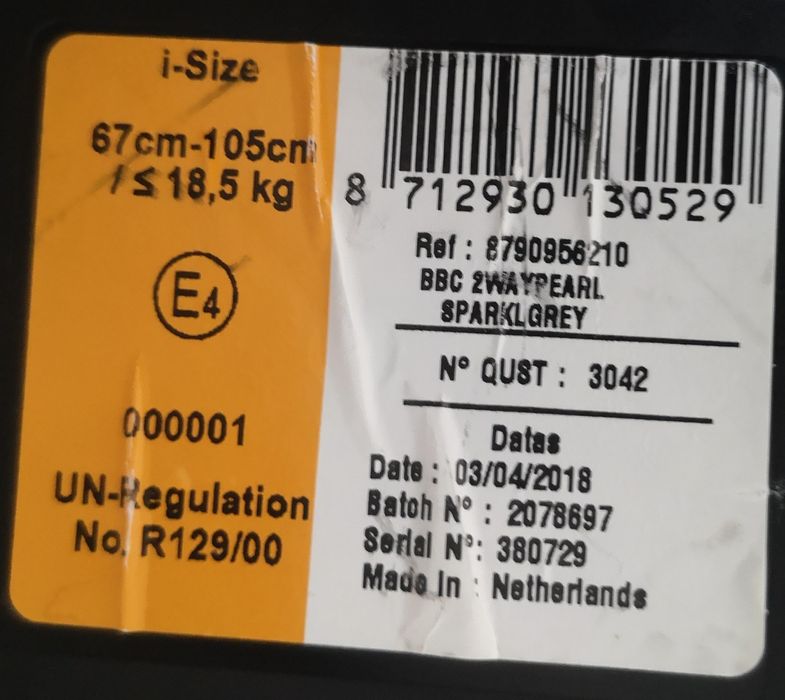 i-Size
67cm-105cm
/≤ 18,5 kg
E4
000001
UN-Regulation
No. R129/00
8 712930 130529
Ref : 8790956210
BBC 2WAYPEARL
SPARKLGREY
N° QUST : 3042
Datas
Date : 03/04/2018
Batch N° : 2078697
Serial N°: 380729
Made In : Netherlands